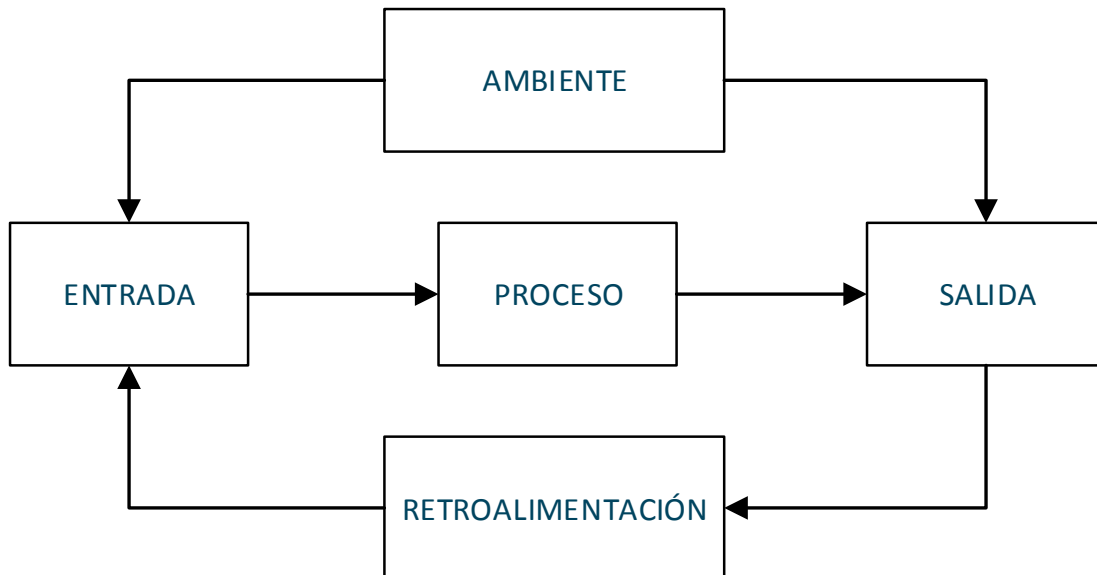 AMBIENTE
ENTRADA
PROCESO
SALIDA
RETROALIMENTACIÓN